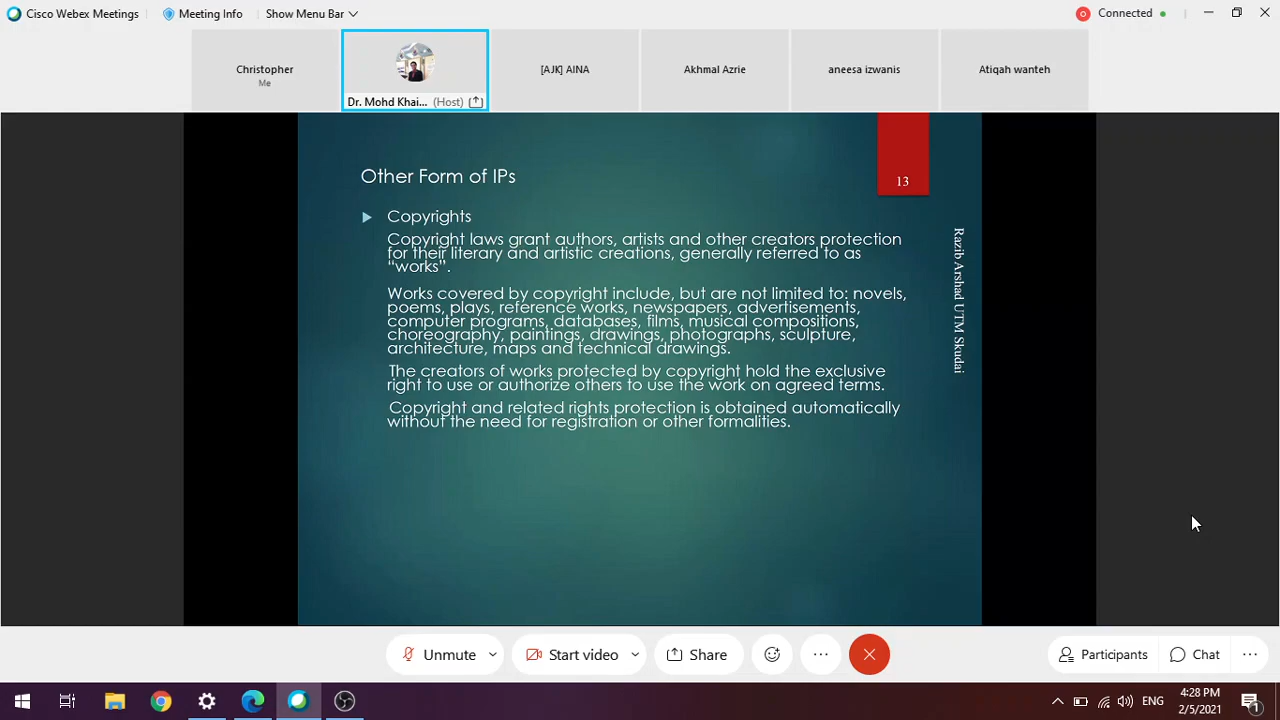 Cisco Webex Meetings
Meeting Info
Show Menu Bar
Connected
Christopher
Me
Dr. Mohd Khai... (Host)
[AJK] AINA
Akhmal Azrie
aneesa izwanis
Atiqah wanteh
13
Other Form of IPs
Copyrights
Copyright laws grant authors, artists and other creators protection
for their literary and artistic creations, generally referred to as
“works”.
Works covered by copyright include, but are not limited to: novels,
poems, plays, reference works, newspapers, advertisements,
computer programs, databases, films, musical compositions,
choreography, paintings, drawings, photographs, sculpture,
architecture, maps and technical drawings.
The creators of works protected by copyright hold the exclusive
right to use or authorize others to use the work on agreed terms.
Copyright and related rights protection is obtained automatically
without the need for registration or other formalities.
Razib Arshad UTM Skudai
Unmute
Start video
Share
Participants
Chat
ENG
4:28 PM
2/5/2021
1